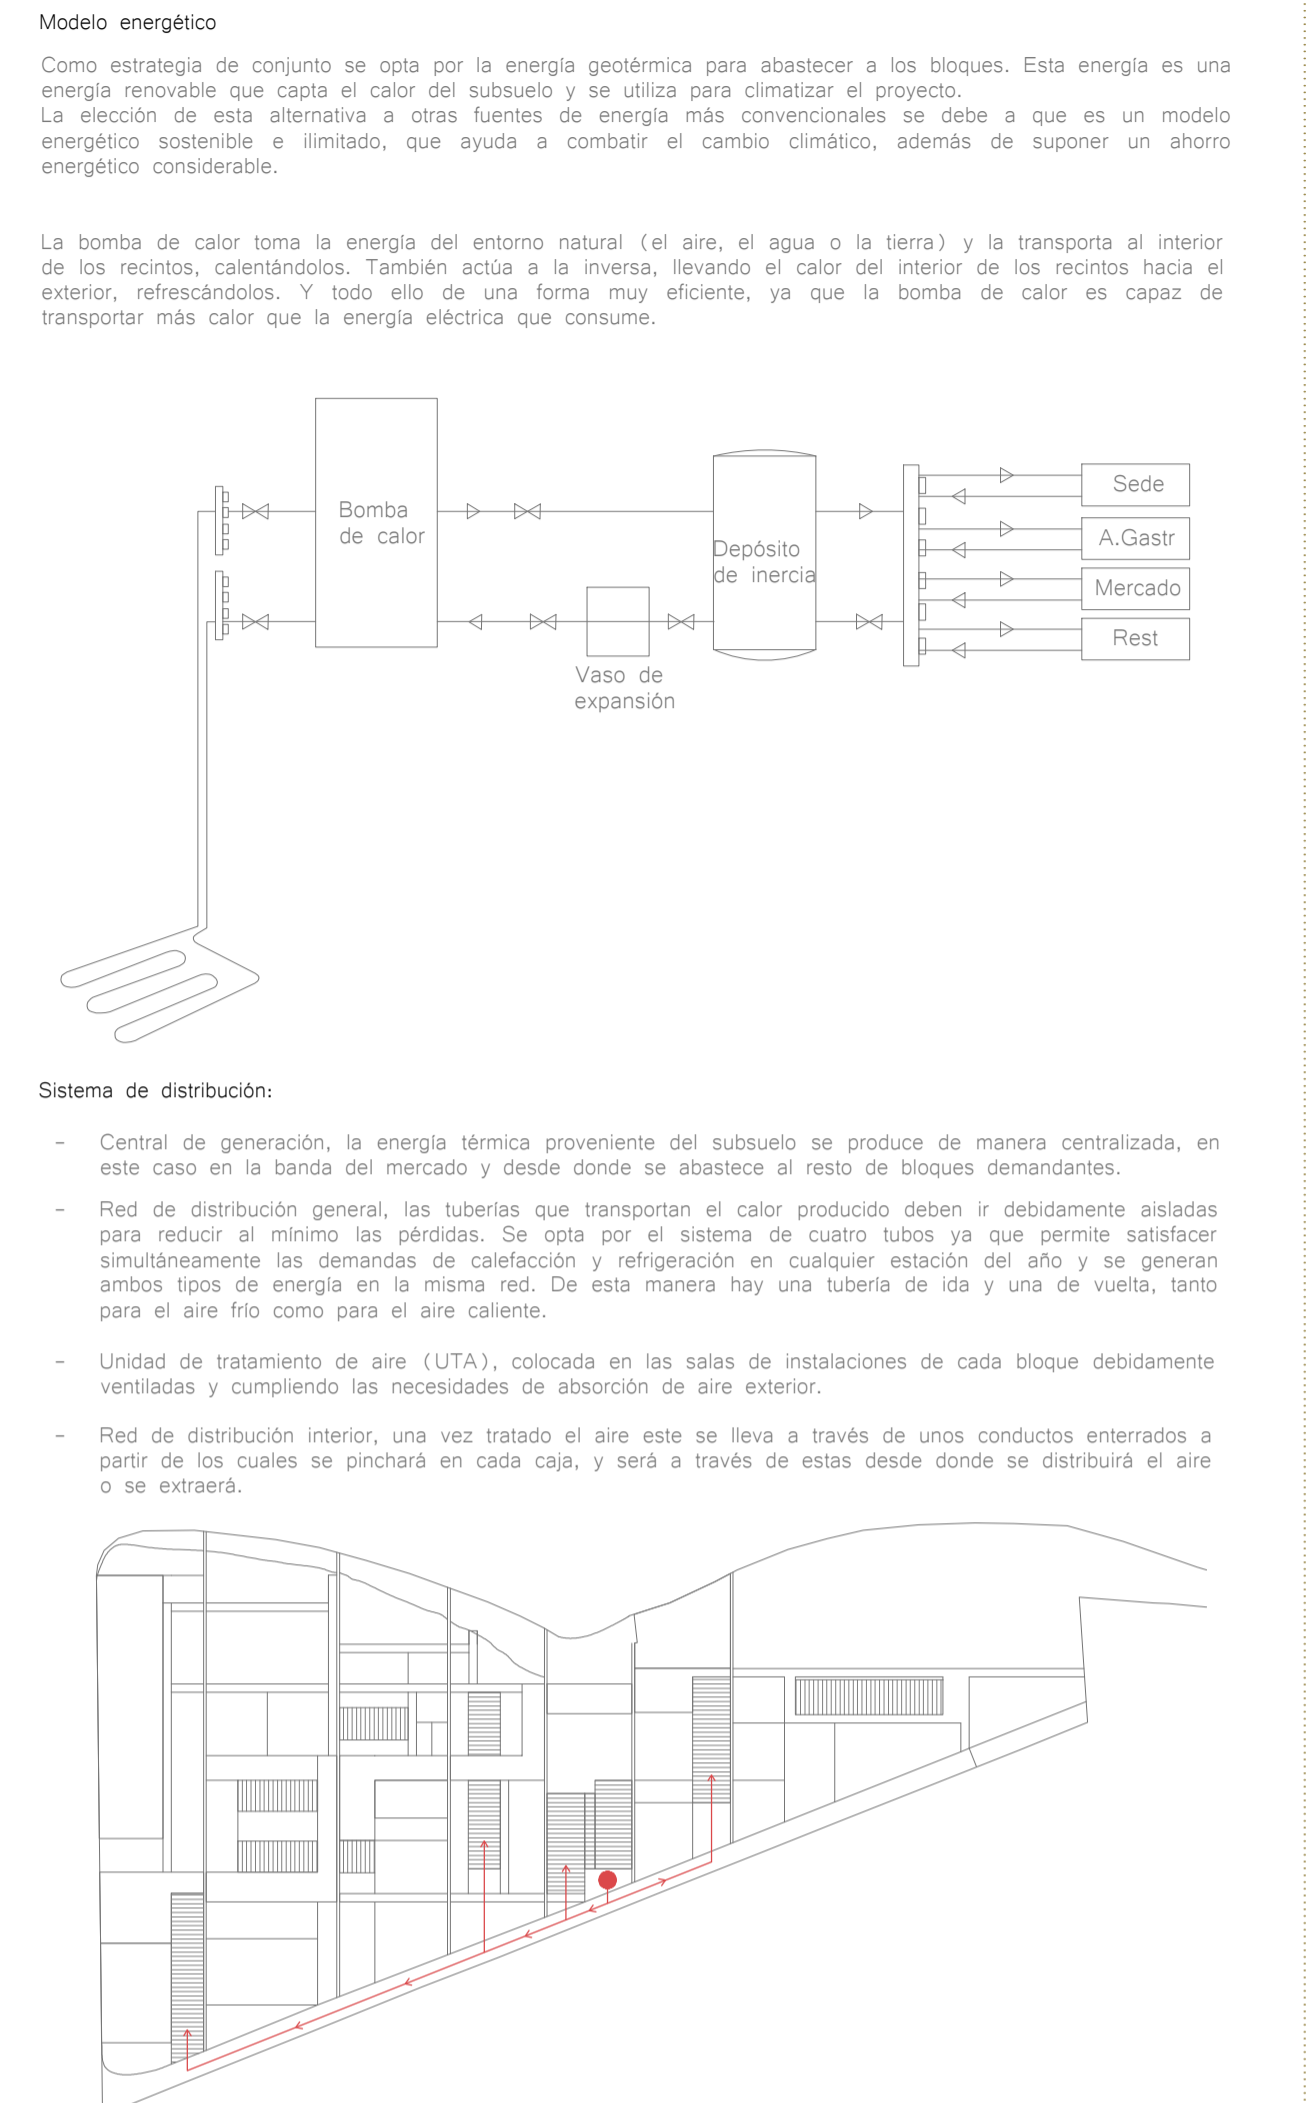 Modelo energético
Como estrategia de conjunto se opta por la energía geotérmica para abastecer a los bloques. Esta energía es una
energía renovable que capta el calor del subsuelo y se utiliza para climatizar el proyecto.
La elección de esta alternativa a otras fuentes de energía más convencionales se debe a que es un modelo
energético sostenible e ilimitado, que ayuda a combatir el cambio climático, además de suponer un ahorro
energético considerable.
La bomba de calor toma la energía del entorno natural (el aire, el agua o la tierra) y la transporta al interior
de los recintos, calentándolos. También actúa a la inversa, llevando el calor del interior de los recintos hacia el
exterior, refrescándolos. Y todo ello de una forma muy eficiente, ya que la bomba de calor es capaz de
transportar más calor que la energía eléctrica que consume.
Bomba
de calor
Depósito
de inercia
Vaso de
expansión
Sede
A.Gastr
Mercado
Rest
Sistema de distribución:
- Central de generación, la energía térmica proveniente del subsuelo se produce de manera centralizada, en
este caso en la banda del mercado y desde donde se abastece al resto de bloques demandantes.
- Red de distribución general, las tuberías que transportan el calor producido deben ir debidamente aisladas
para reducir al mínimo las pérdidas. Se opta por el sistema de cuatro tubos ya que permite satisfacer
simultáneamente las demandas de calefacción y refrigeración en cualquier estación del año y se generan
ambos tipos de energía en la misma red. De esta manera hay una tubería de ida y una de vuelta, tanto
para el aire frío como para el aire caliente.
- Unidad de tratamiento de aire (UTA), colocada en las salas de instalaciones de cada bloque debidamente
ventiladas y cumpliendo las necesidades de absorción de aire exterior.
- Red de distribución interior, una vez tratado el aire este se lleva a través de unos conductos enterrados a
partir de los cuales se pinchará en cada caja, y será a través de estas desde donde se distribuirá el aire
o se extraerá.